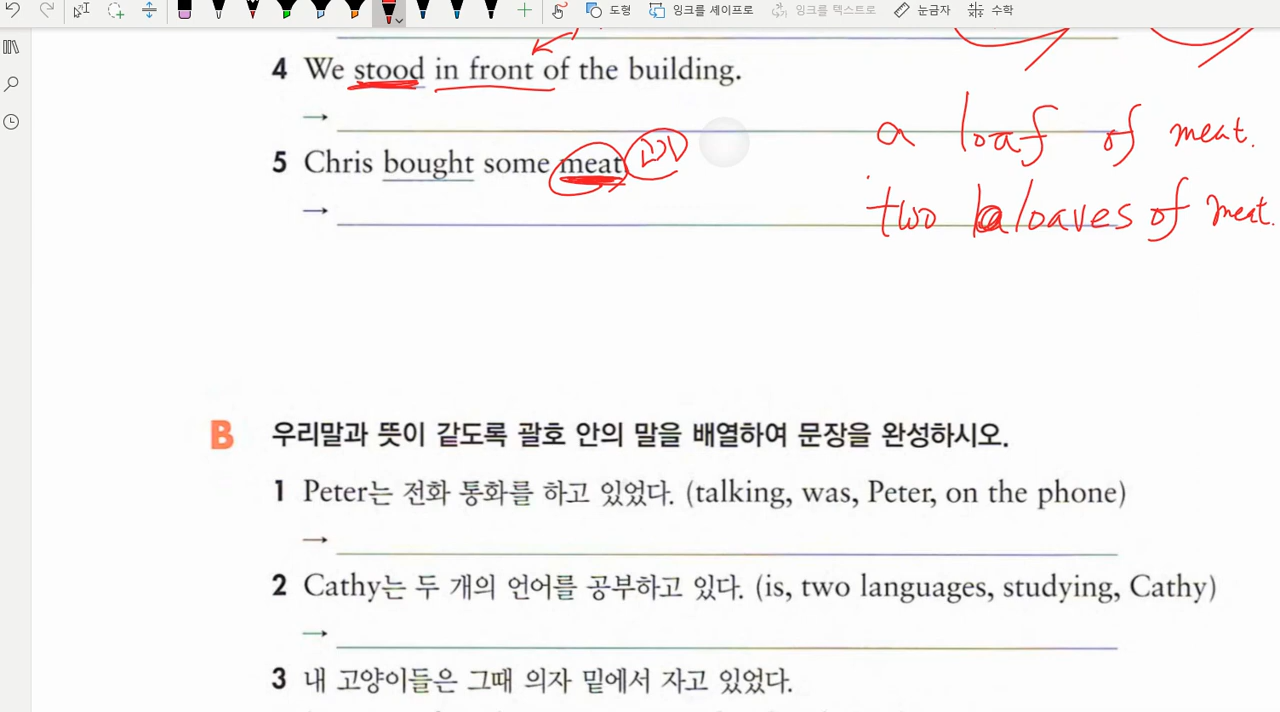 도형 잉크를 셰이프로 잉크를 텍스트로 눈금자 수학
4 We stood in front of the building.
→
a loaf of meat.
5 Chris bought some meat. 고기
→
two loaves of meat.
B 우리말과 뜻이 같도록 괄호 안의 말을 배열하여 문장을 완성하시오.
1 Peter는 전화 통화를 하고 있었다. (talking, was, Peter, on the phone)
→
2 Cathy는 두 개의 언어를 공부하고 있다. (is, two languages, studying, Cathy)
→
3 내 고양이들은 그때 의자 밑에서 자고 있었다.